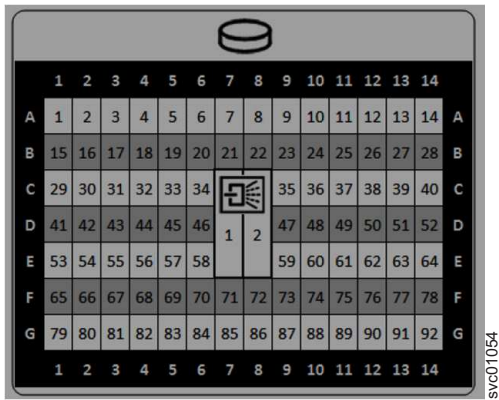 1 2 3 4 5 6 7 8 9 10 11 12 13 14
A 1 2 3 4 5 6 7 8 9 10 11 12 13 14 A
B 15 16 17 18 19 20 21 22 23 24 25 26 27 28 B
C 29 30 31 32 33 34 35 36 37 38 39 40 C
D 41 42 43 44 45 46 1 2 47 48 49 50 51 52 D
E 53 54 55 56 57 58 59 60 61 62 63 64 E
F 65 66 67 68 69 70 71 72 73 74 75 76 77 78 F
G 79 80 81 82 83 84 85 86 87 88 89 90 91 92 G
1 2 3 4 5 6 7 8 9 10 11 12 13 14
svc01054